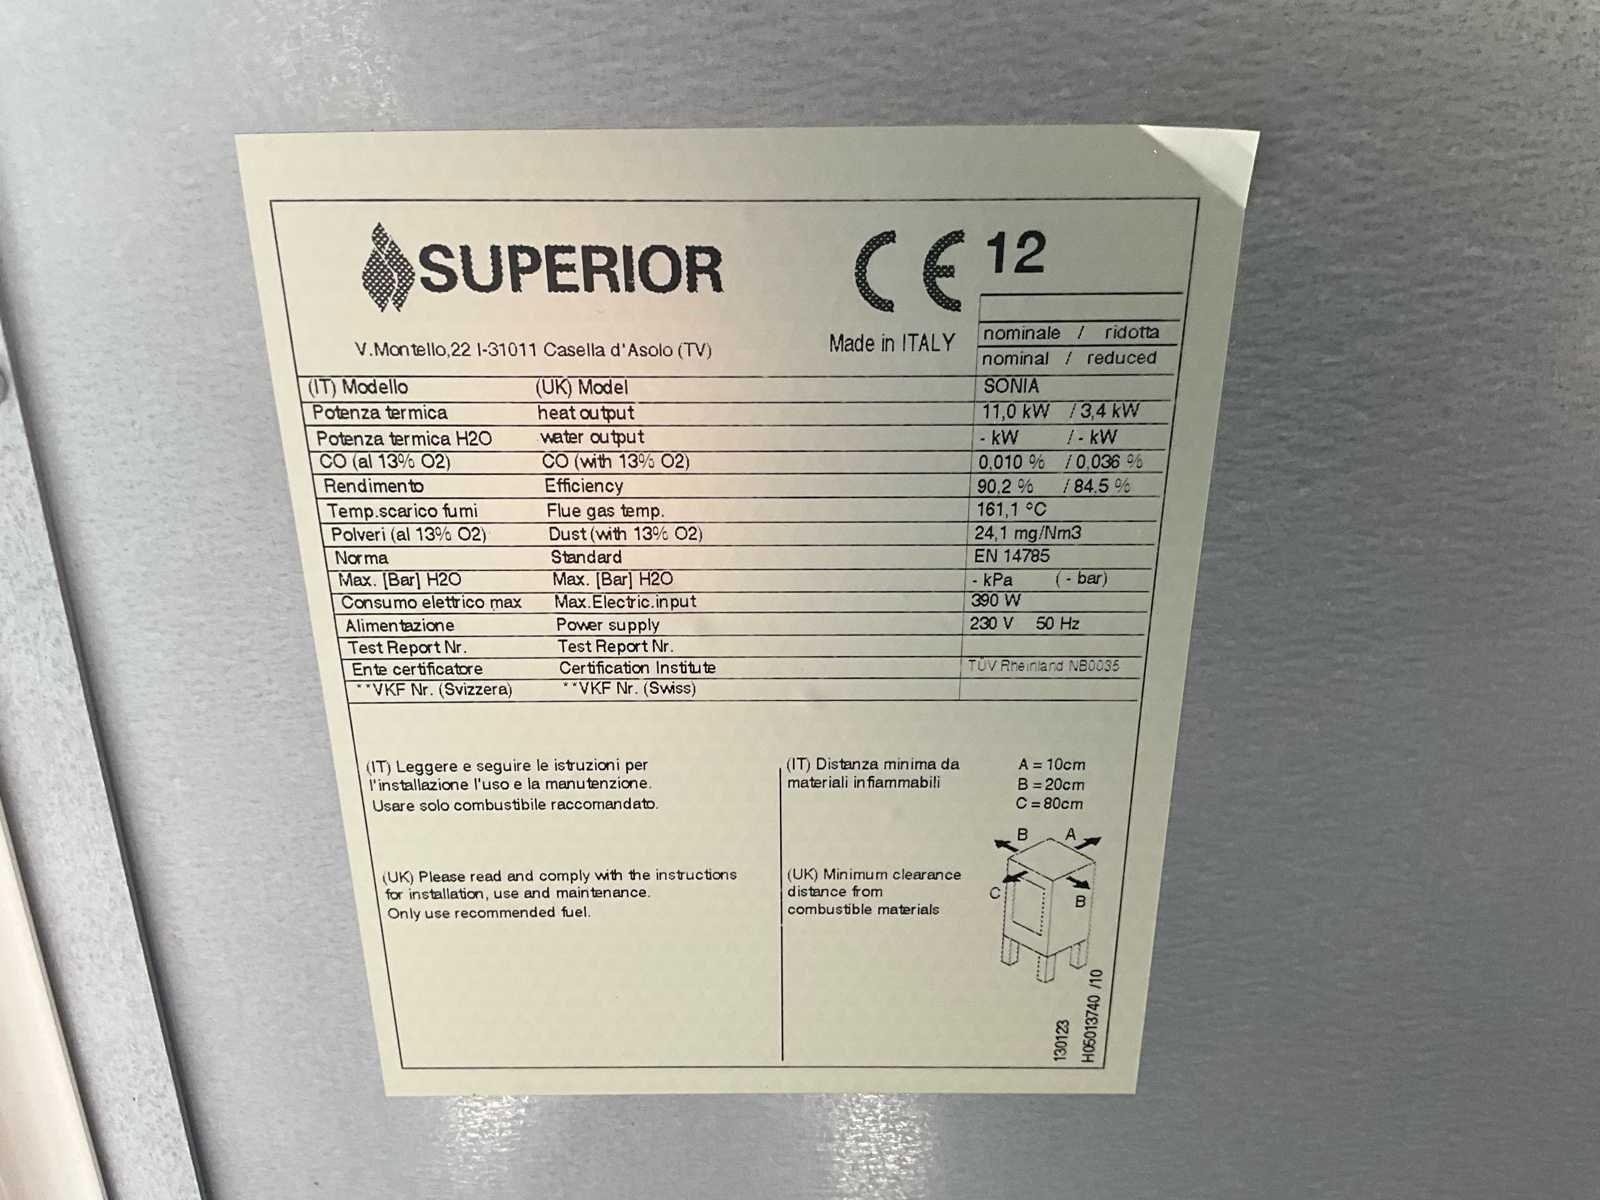 SUPERIOR
CE 12
V.Montello,22 I-31011 Casella d'Asolo (TV)
Made in ITALY
nominale / ridotta
nominal / reduced
(IT) Modello (UK) Model SONIA
Potenza termica heat output 11,0 kW / 3,4 kW
Potenza termica H2O water output - kW / - kW
CO (al 13% O2) CO (with 13% O2) 0,010 % / 0,036 %
Rendimento Efficiency 90,2 % / 84,5 %
Temp.scarico fumi Flue gas temp. 161,1 °C
Polveri (al 13% O2) Dust (with 13% O2) 24,1 mg/Nm3
Norma Standard EN 14785
Max. [Bar] H2O Max. [Bar] H2O - kPa ( - bar)
Consumo elettrico max Max.Electric.input 390 W
Alimentazione Power supply 230 V 50 Hz
Test Report Nr. Test Report Nr.
Ente certificatore Certification Institute TÜV Rheinland NB0035
**VKF Nr. (Svizzera) **VKF Nr. (Swiss)
(IT) Leggere e seguire le istruzioni per
l'installazione l'uso e la manutenzione.
Usare solo combustibile raccomandato.
(UK) Please read and comply with the instructions
for installation, use and maintenance.
Only use recommended fuel.
(IT) Distanza minima da
materiali infiammabili
A = 10cm
B = 20cm
C = 80cm
(UK) Minimum clearance
distance from
combustible materials
B A
C B
130123
H05013740 /10